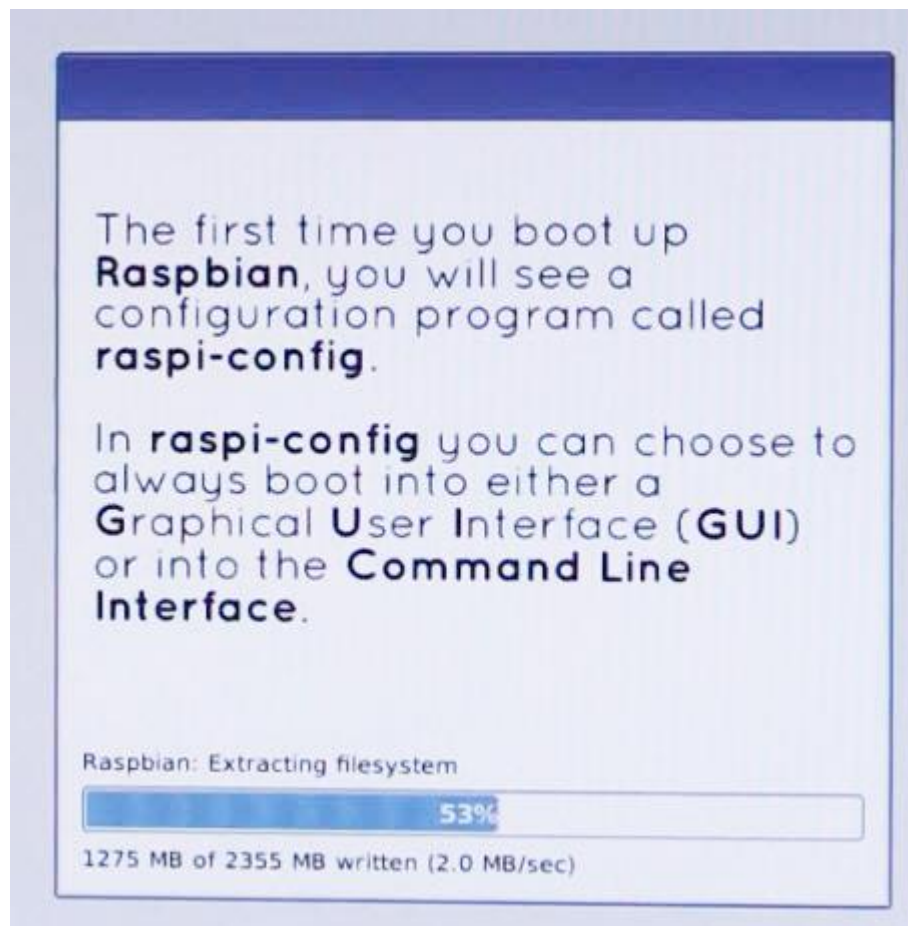 The first time you boot up
Raspbian, you will see a
configuration program called
raspi-config.
In raspi-config you can choose to
always boot into either a
Graphical User Interface (GUI)
or into the Command Line
Interface.
Raspbian: Extracting filesystem
53%
1275 MB of 2355 MB written (2.0 MB/sec)